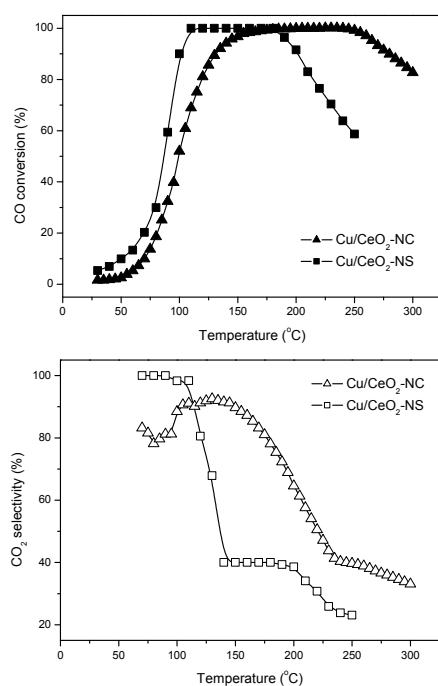 100
80
60
40
20
0
CO conversion (%)
Cu/CeO₂-NC
Cu/CeO₂-NS
0 50 100 150 200 250 300
Temperature (°C)
100
80
60
40
20
CO₂ selectivity (%)
Cu/CeO₂-NC
Cu/CeO₂-NS
0 50 100 150 200 250 300
Temperature (°C)